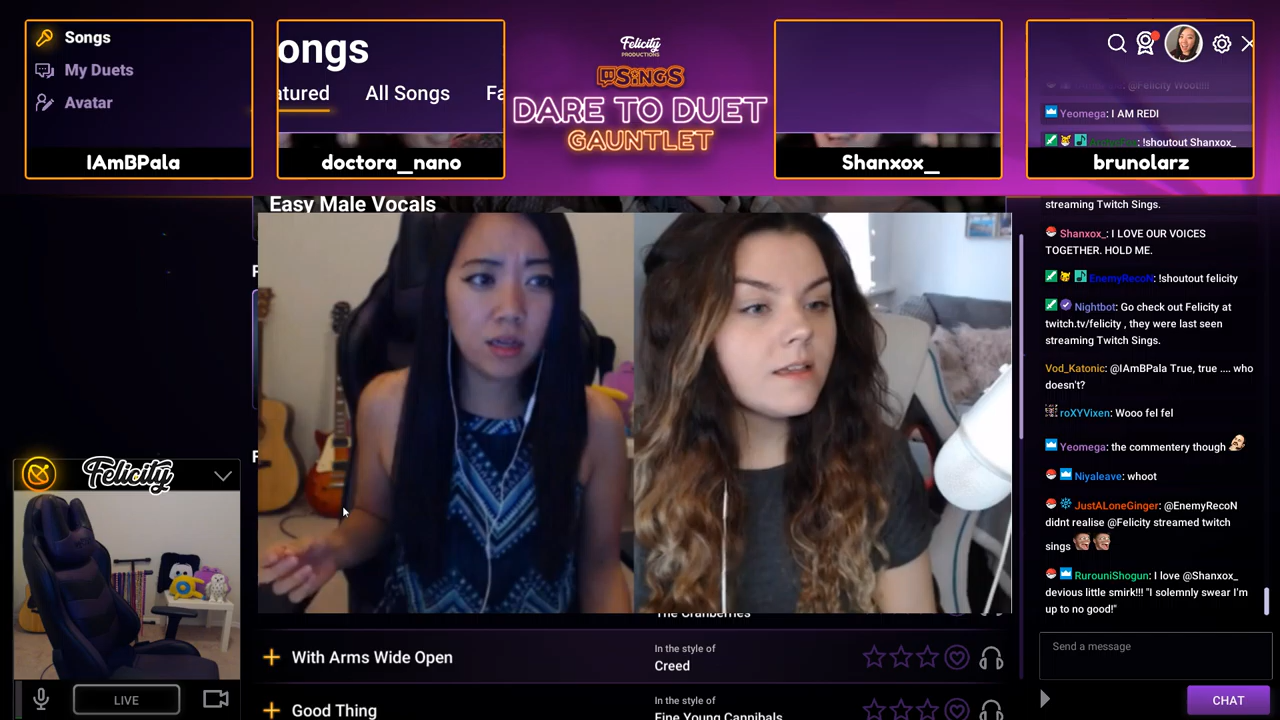 Songs
My Duets
Avatar
IAmBPala
ongs
atured
All Songs
Fa
doctora_nano
Felicity
PRODUCTIONS
SINGS
DARE TO DUET
GAUNTLET
Shanxox_
@Felicity Woot!!!!
Yeomega: I AM REDI
!shoutout Shanxox_
brunolarz
Easy Male Vocals
streaming Twitch Sings.
Shanxox_: I LOVE OUR VOICES
TOGETHER. HOLD ME.
EnemyRecoN: !shoutout felicity
Nightbot: Go check out Felicity at
twitch.tv/felicity , they were last seen
streaming Twitch Sings.
Vod_Katonic: @IAmBPala True, true .... who
doesn't?
roXYVixen: Wooo fel fel
Yeomega: the commentery though
Niyaleave: whoot
JustALoneGinger: @EnemyRecoN
didnt realise @Felicity streamed twitch
sings
RurouniShogun: I love @Shanxox_
devious little smirk!!! "I solemnly swear I'm
up to no good!"
Felicity
LIVE
The Cranberries
With Arms Wide Open
In the style of
Creed
Good Thing
In the style of
Fine Young Cannibals
Send a message
CHAT